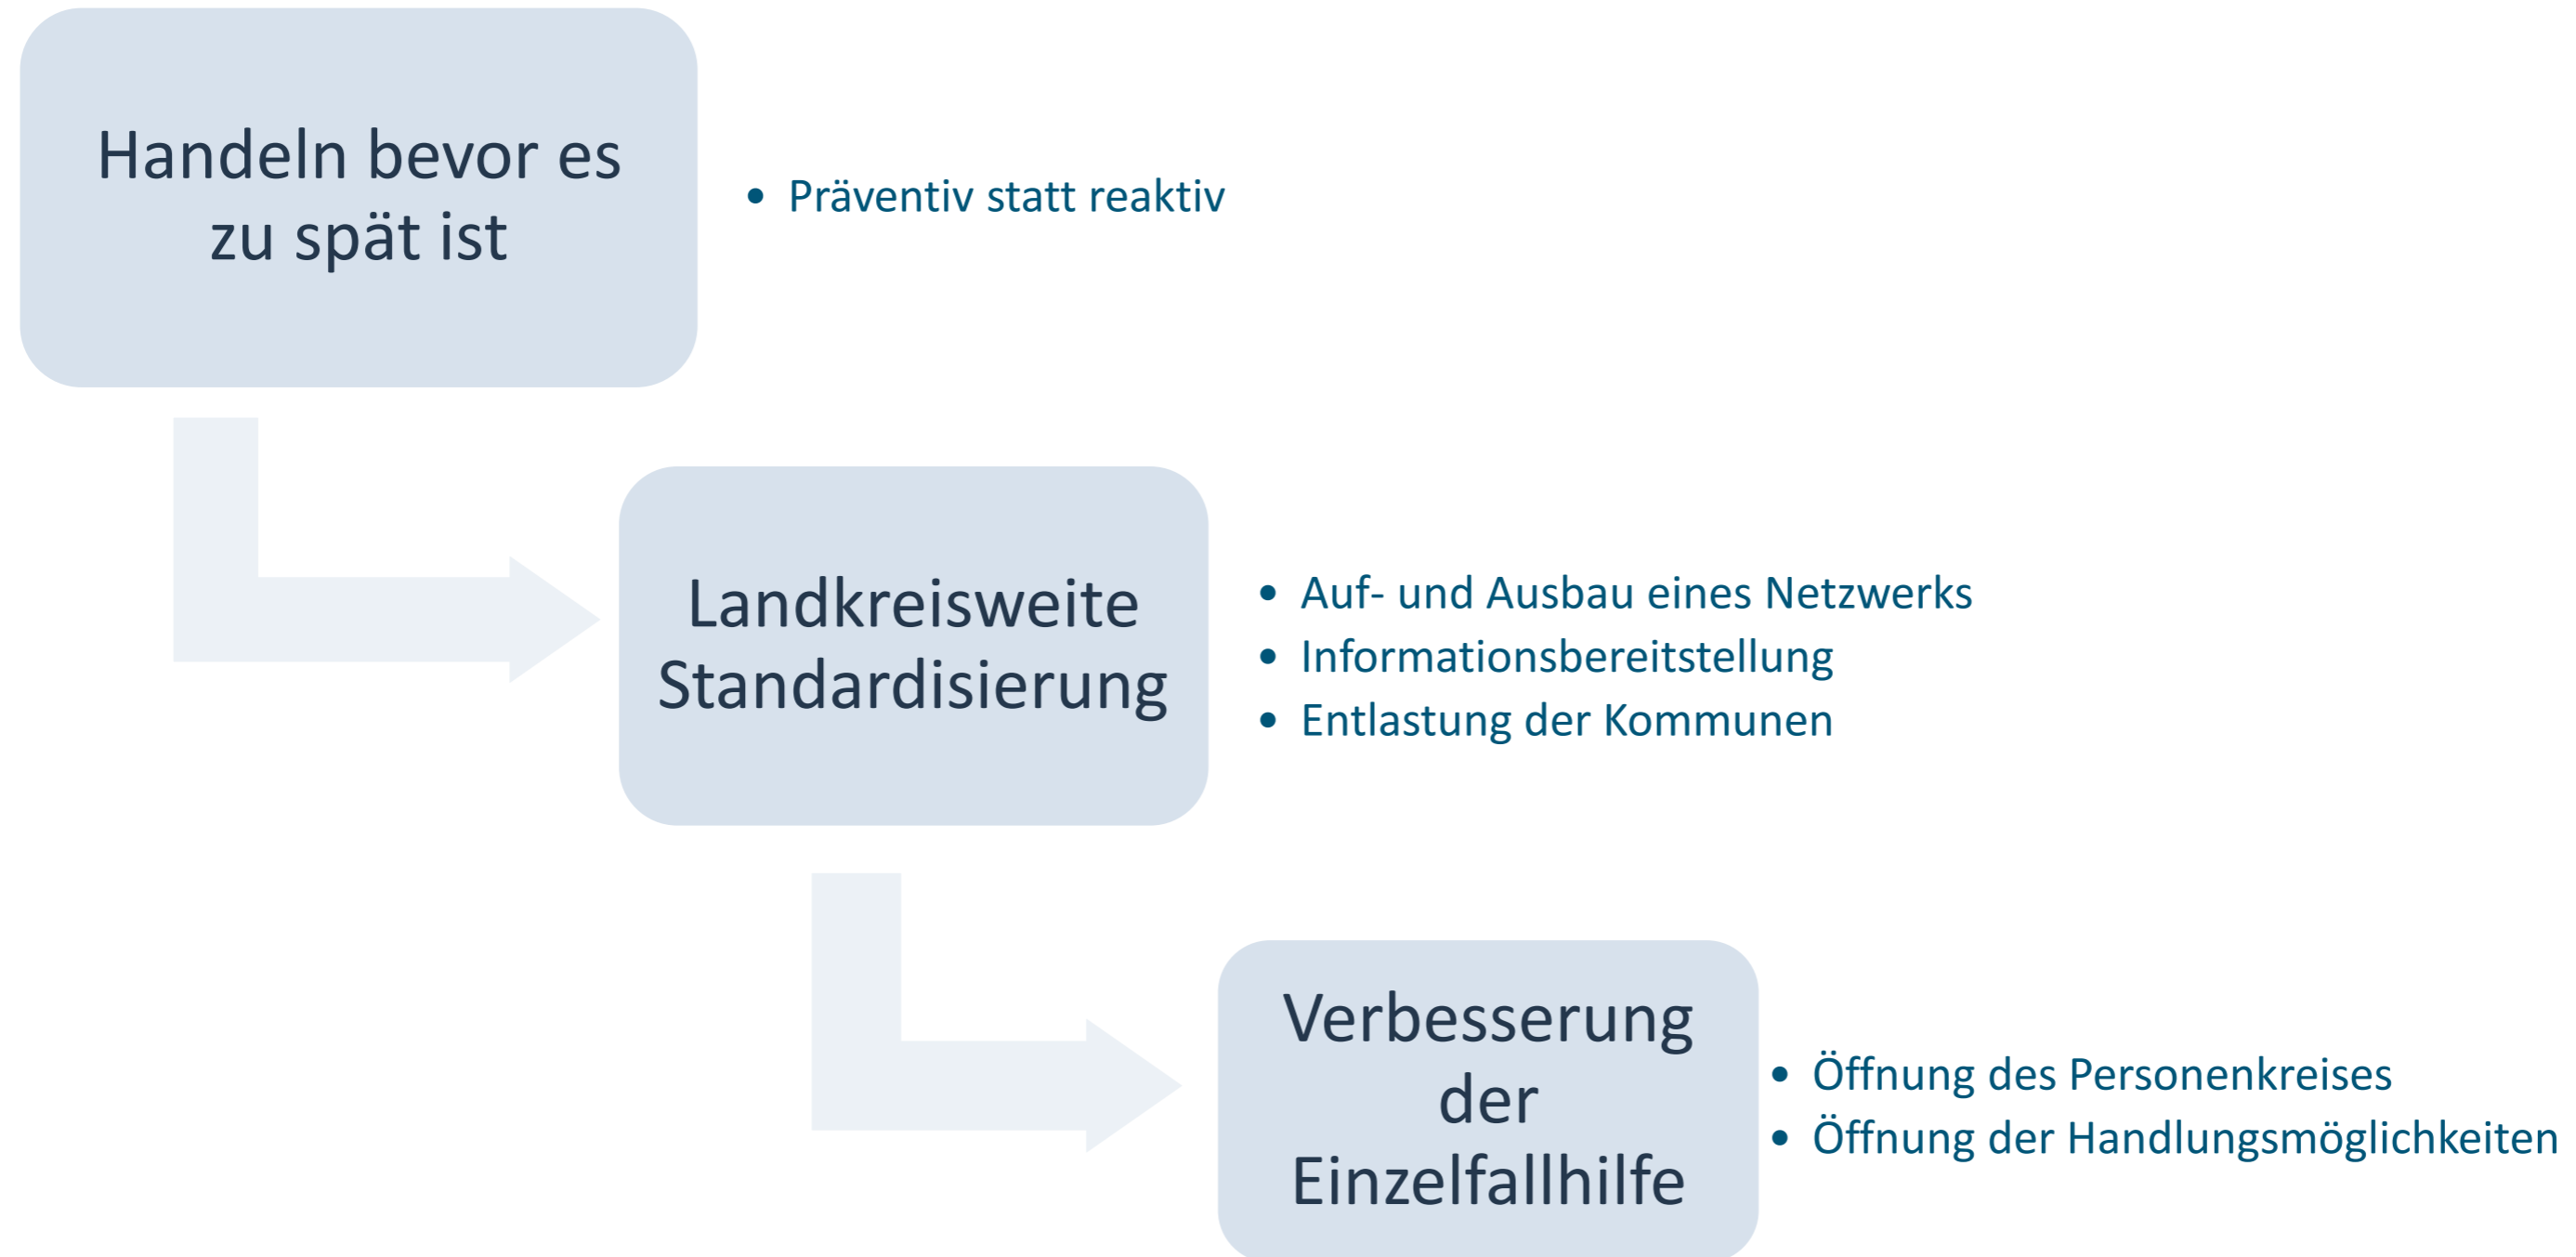 Handeln bevor es
zu spät ist
• Präventiv statt reaktiv
Landkreisweite
Standardisierung
• Auf- und Ausbau eines Netzwerks
• Informationsbereitstellung
• Entlastung der Kommunen
Verbesserung
der
Einzelfallhilfe
• Öffnung des Personenkreises
• Öffnung der Handlungsmöglichkeiten